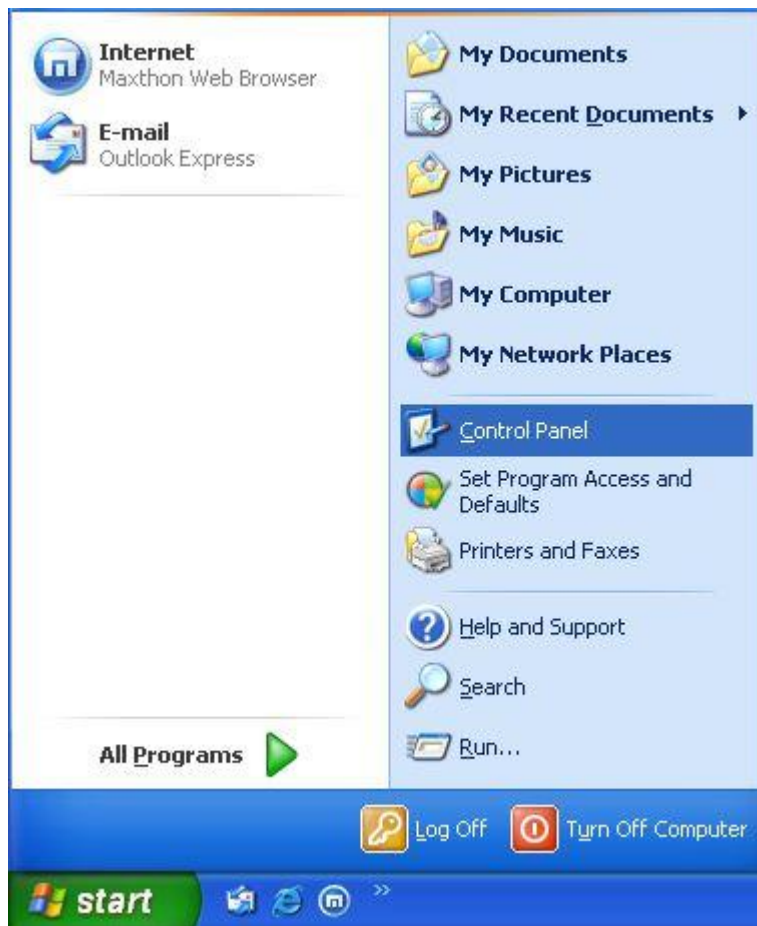 Internet
Maxthon Web Browser
E-mail
Outlook Express
All Programs
My Documents
My Recent Documents
My Pictures
My Music
My Computer
My Network Places
Control Panel
Set Program Access and
Defaults
Printers and Faxes
Help and Support
Search
Run...
Log Off
Turn Off Computer
start
»